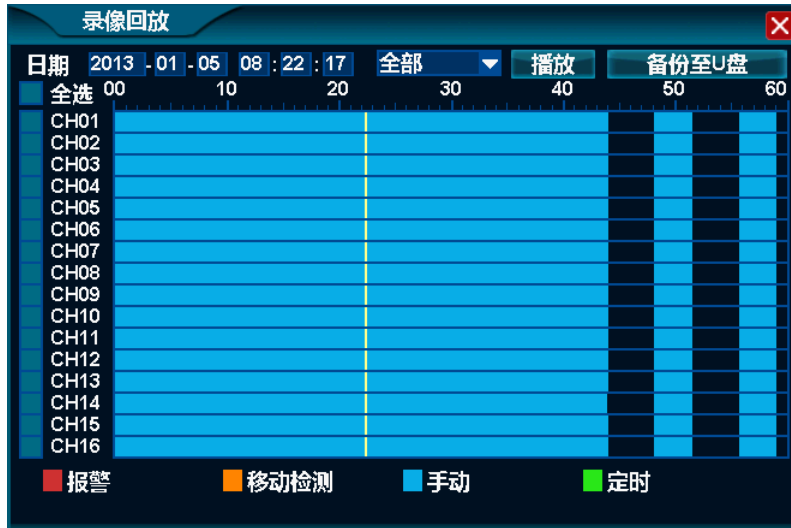 录像回放
日期 2013 - 01 - 05 08 : 22 : 17 全部 播放 备份至U盘
全选 00 10 20 30 40 50 60
CH01
CH02
CH03
CH04
CH05
CH06
CH07
CH08
CH09
CH10
CH11
CH12
CH13
CH14
CH15
CH16
报警 移动检测 手动 定时